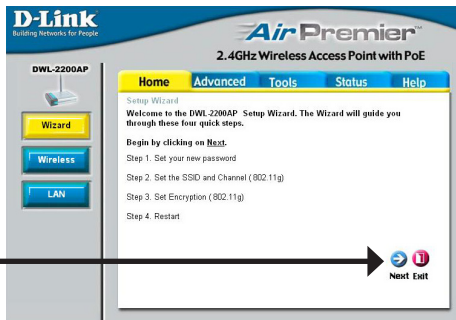 D-Link
Building Networks for People
Air Premier™
2.4GHz Wireless Access Point with PoE
DWL-2200AP
Home Advanced Tools Status Help
Wizard
Wireless
LAN
Setup Wizard
Welcome to the DWL-2200AP Setup Wizard. The Wizard will guide you
through these four quick steps.
Begin by clicking on Next.
Step 1. Set your new password
Step 2. Set the SSID and Channel (802.11g)
Step 3. Set Encryption (802.11g)
Step 4. Restart
Next Exit